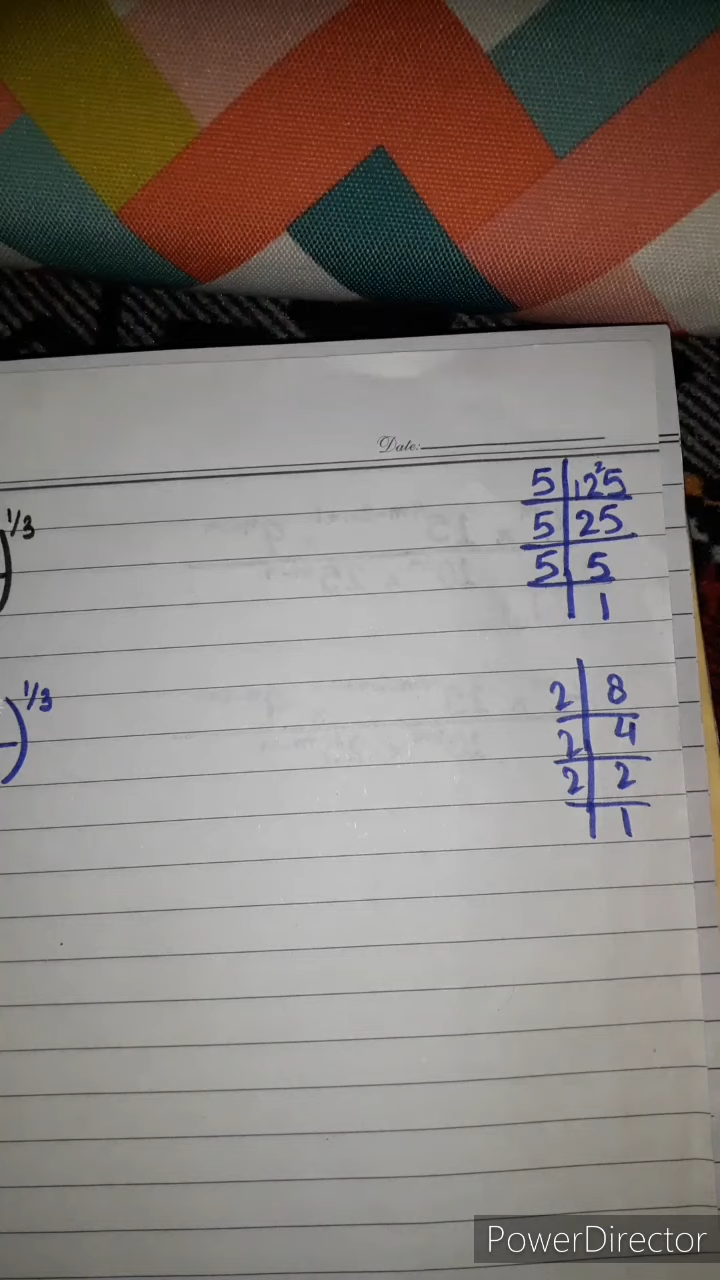 Date:
)^1/3
5 | 12²5
5 | 25
5 | 5
| 1
)^1/3
2 | 8
2 | 4
2 | 2
| 1
PowerDirector